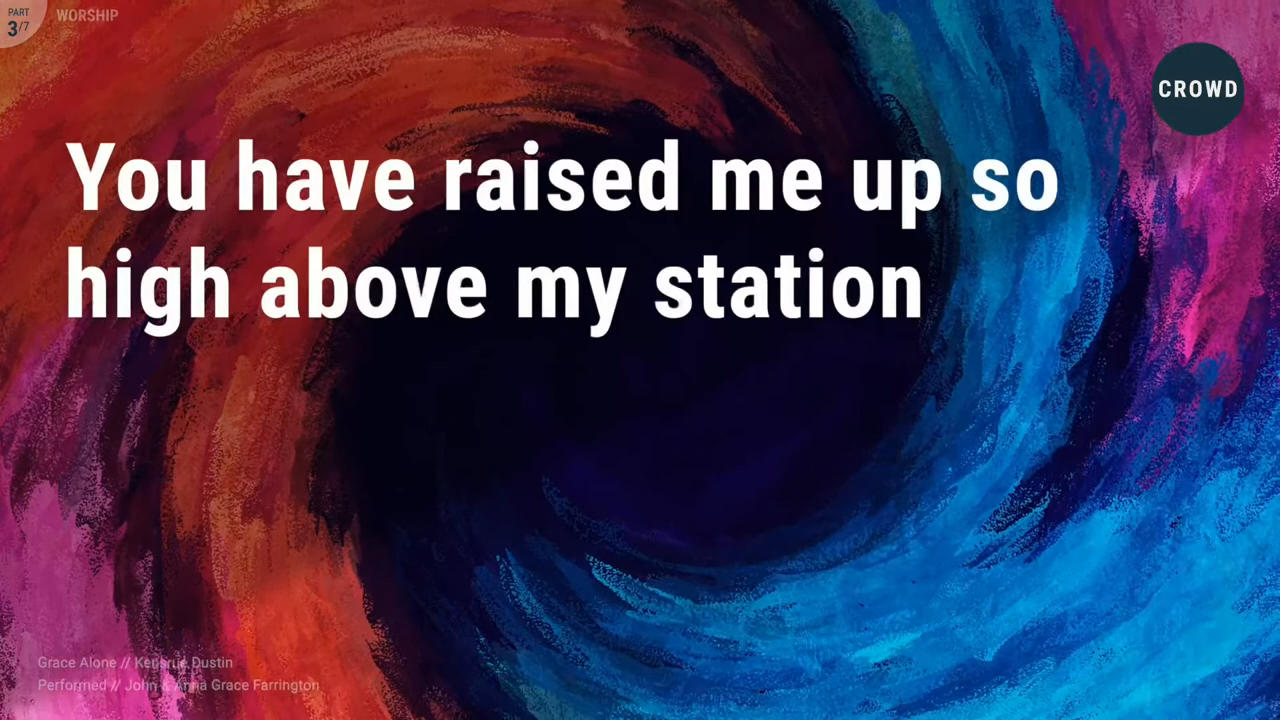 PART
3/7
WORSHIP
CROWD
You have raised me up so
high above my station
Grace Alone // Kensrue Dustin
Performed // John & Anna Grace Farrington